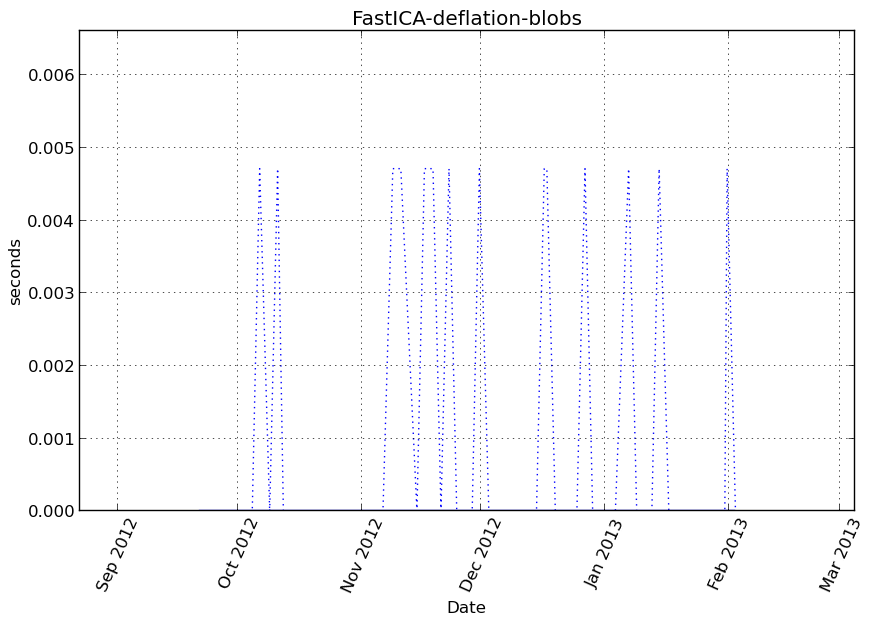 FastICA-deflation-blobs
0.006
0.005
0.004
0.003
0.002
0.001
0.000
seconds
Sep 2012
Oct 2012
Nov 2012
Dec 2012
Jan 2013
Feb 2013
Mar 2013
Date